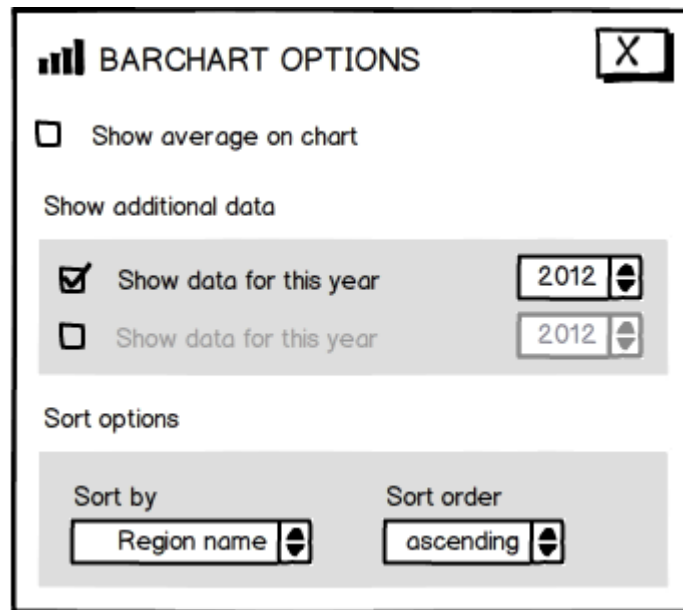 BARCHART OPTIONS X
Show average on chart
Show additional data
Show data for this year 2012
Show data for this year 2012
Sort options
Sort by Sort order
Region name ascending